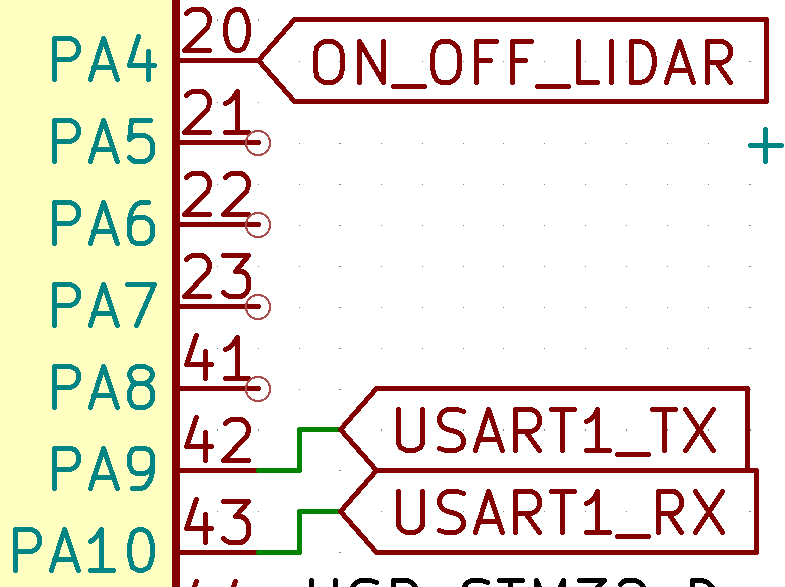 PA4 20 ON_OFF_LIDAR
PA5 21
PA6 22
PA7 23
PA8 41
PA9 42 USART1_TX
PA10 43 USART1_RX